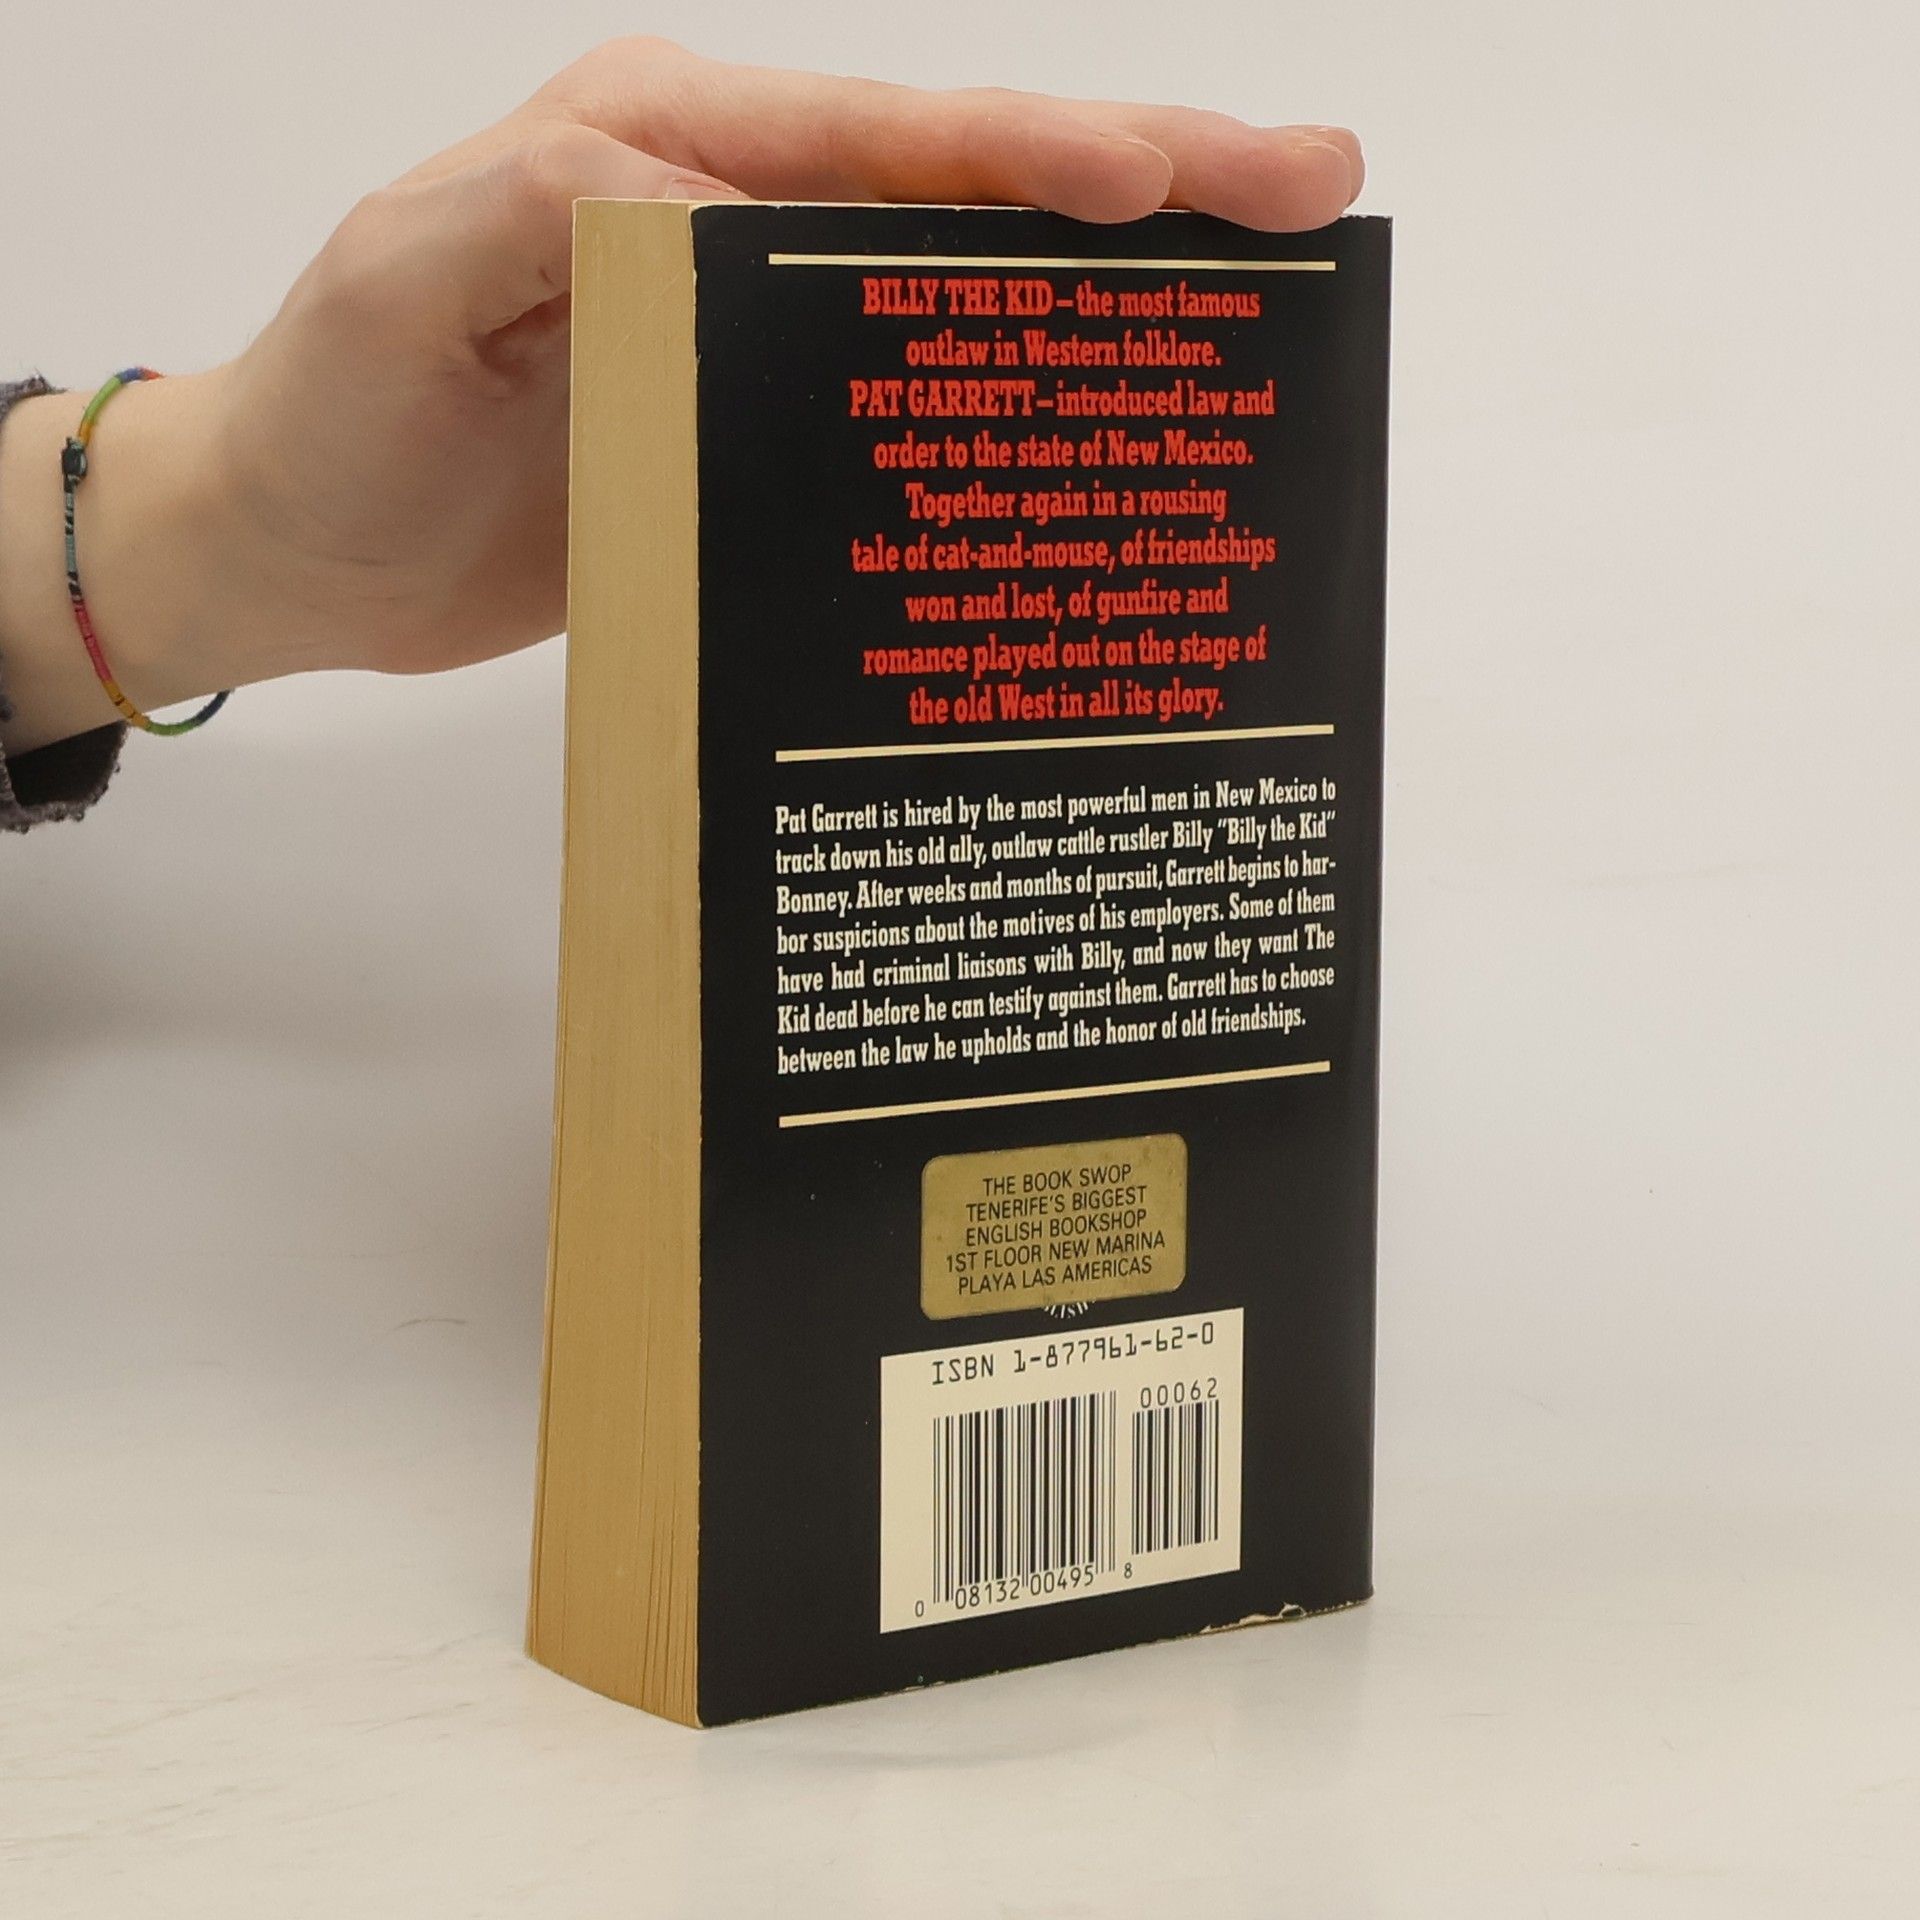 BILLY THE KID–the most famous
outlaw in Western folklore.
PAT GARRETT–introduced law and
order to the state of New Mexico.
Together again in a rousing
tale of cat-and-mouse, of friendships
won and lost, of gunfire and
romance played out on the stage of
the old West in all its glory.
Pat Garrett is hired by the most powerful men in New Mexico to
track down his old ally, outlaw cattle rustler Billy "Billy the Kid"
Bonney. After weeks and months of pursuit, Garrett begins to har-
bor suspicions about the motives of his employers. Some of them
have had criminal liaisons with Billy, and now they want The
Kid dead before he can testify against them. Garrett has to choose
between the law he upholds and the honor of old friendships.
THE BOOK SWOP
TENERIFE'S BIGGEST
ENGLISH BOOKSHOP
1ST FLOOR NEW MARINA
PLAYA LAS AMERICAS
ISBN 1-877961-62-0
00062
0 08132 00495 8